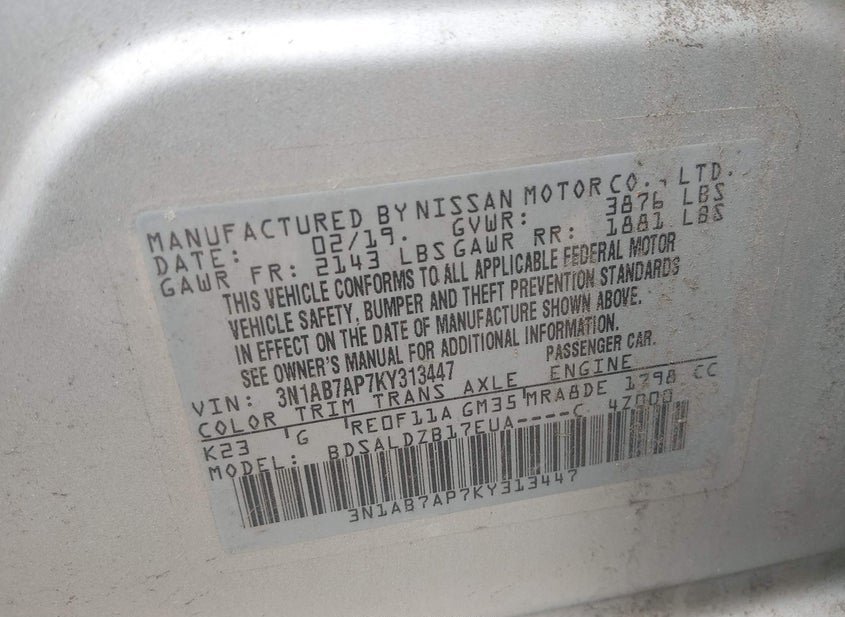 MANUFACTURED BY NISSAN MOTOR CO., LTD.
DATE: 02/19. GVWR: 3876 LBS
GAWR FR: 2143 LBS GAWR RR: 1881 LBS
THIS VEHICLE CONFORMS TO ALL APPLICABLE FEDERAL MOTOR
VEHICLE SAFETY, BUMPER AND THEFT PREVENTION STANDARDS
IN EFFECT ON THE DATE OF MANUFACTURE SHOWN ABOVE.
SEE OWNER'S MANUAL FOR ADDITIONAL INFORMATION.
VIN: 3N1AB7AP7KY313447 PASSENGER CAR.
COLOR TRIM TRANS AXLE ENGINE
K23 G RE0F11A GM35 MRA8DE 1798 CC
MODEL: BDSALDZB17EUA----C 4Z000
3N1AB7AP7KY313447